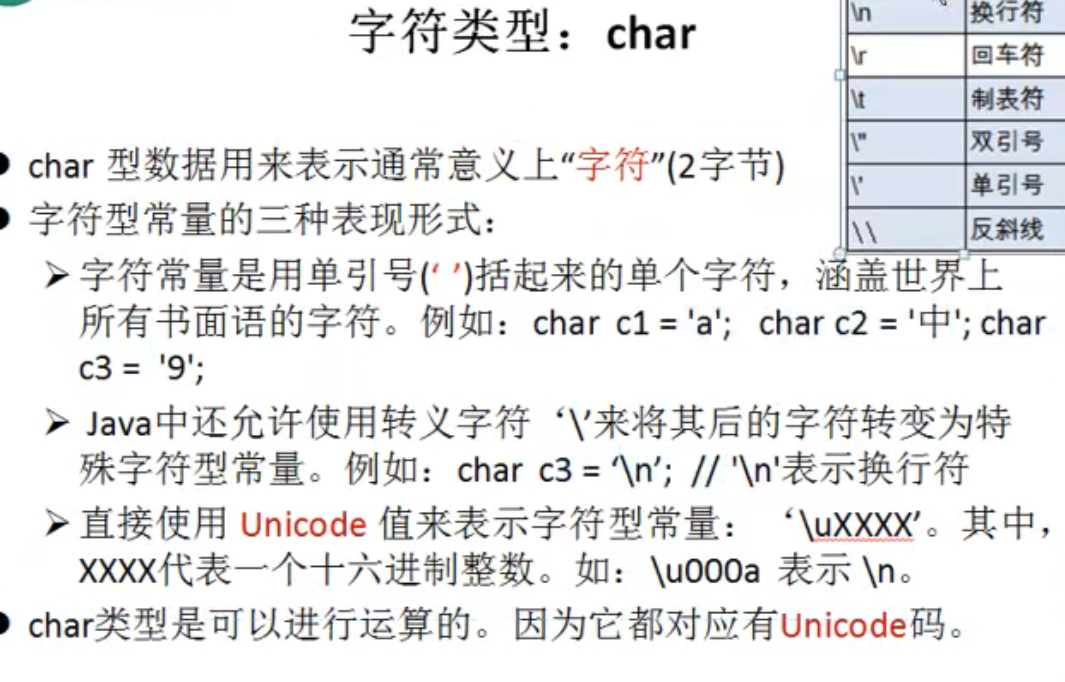 字符类型：char
\n 换行符
\r 回车符
\t 制表符
\" 双引号
\' 单引号
\\ 反斜线
● char 型数据用来表示通常意义上“字符”(2字节)
● 字符型常量的三种表现形式：
➢ 字符常量是用单引号(‘ ’)括起来的单个字符，涵盖世界上
所有书面语的字符。例如：char c1 = 'a'; char c2 = '中'; char
c3 = '9';
➢ Java中还允许使用转义字符‘\’来将其后的字符转变为特
殊字符型常量。例如：char c3 = ‘\n’; // '\n'表示换行符
➢ 直接使用 Unicode 值来表示字符型常量：‘\uXXXX’。其中，
XXXX代表一个十六进制整数。如：\u000a 表示 \n。
● char类型是可以进行运算的。因为它都对应有Unicode码。